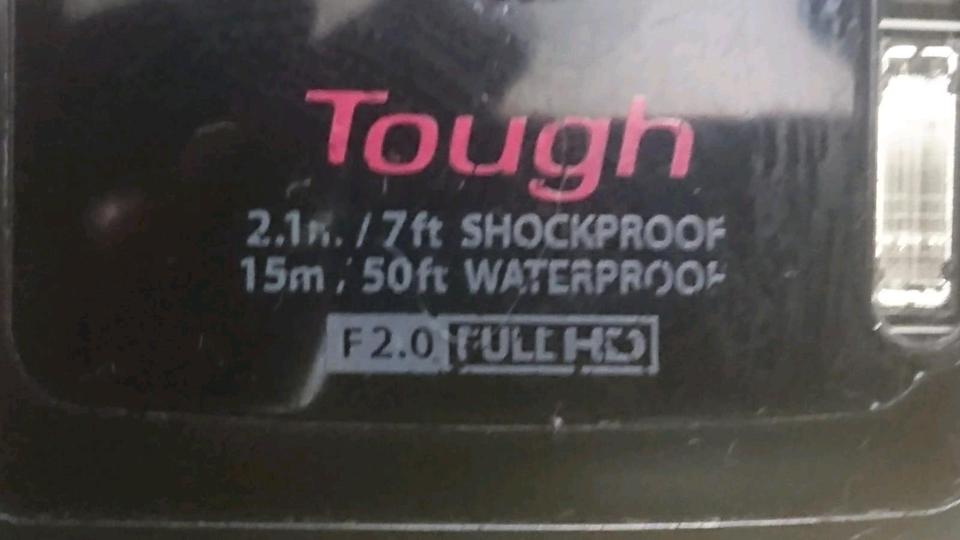 Tough
2.1m / 7ft SHOCKPROOF
15m / 50ft WATERPROOF
F2.0 FULL HD